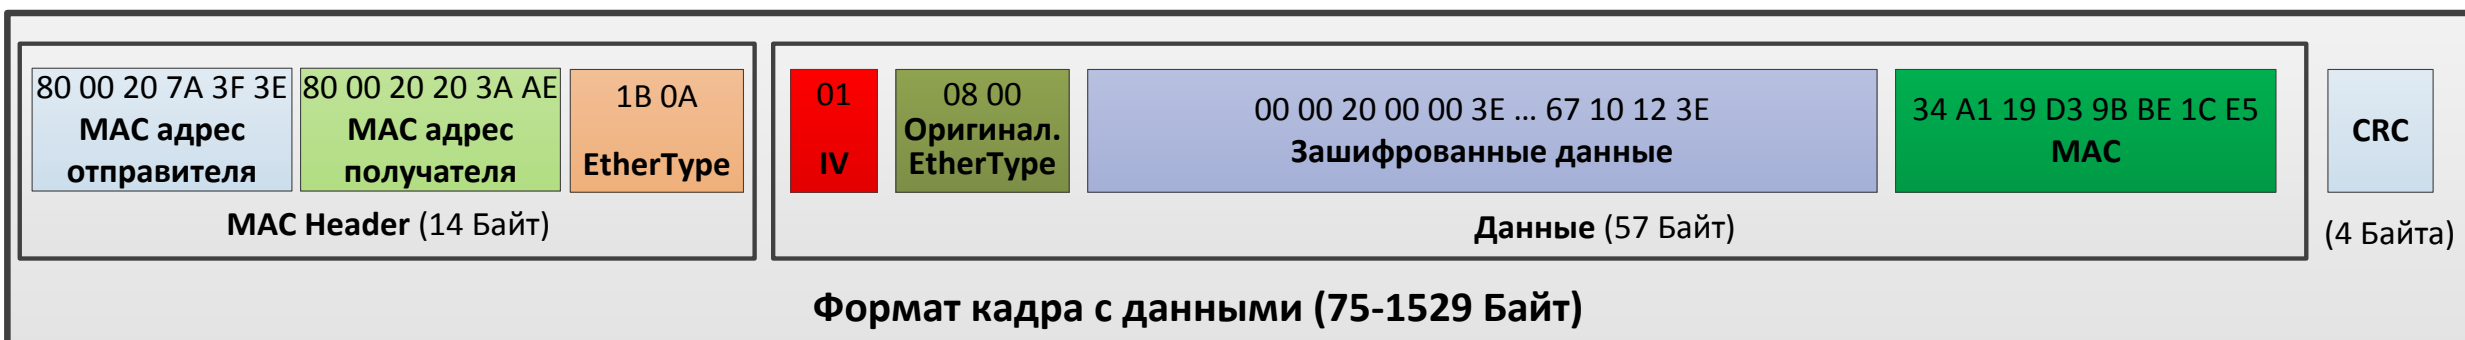 80 00 20 7A 3F 3E
MAC адрес
отправителя
80 00 20 20 3A AE
MAC адрес
получателя
1B 0A
EtherType
MAC Header (14 Байт)
01
IV
08 00
Оригинал.
EtherType
00 00 20 00 00 3E ... 67 10 12 3E
Зашифрованные данные
34 A1 19 D3 9B BE 1C E5
MAC
Данные (57 Байт)
CRC
(4 Байта)
Формат кадра с данными (75-1529 Байт)